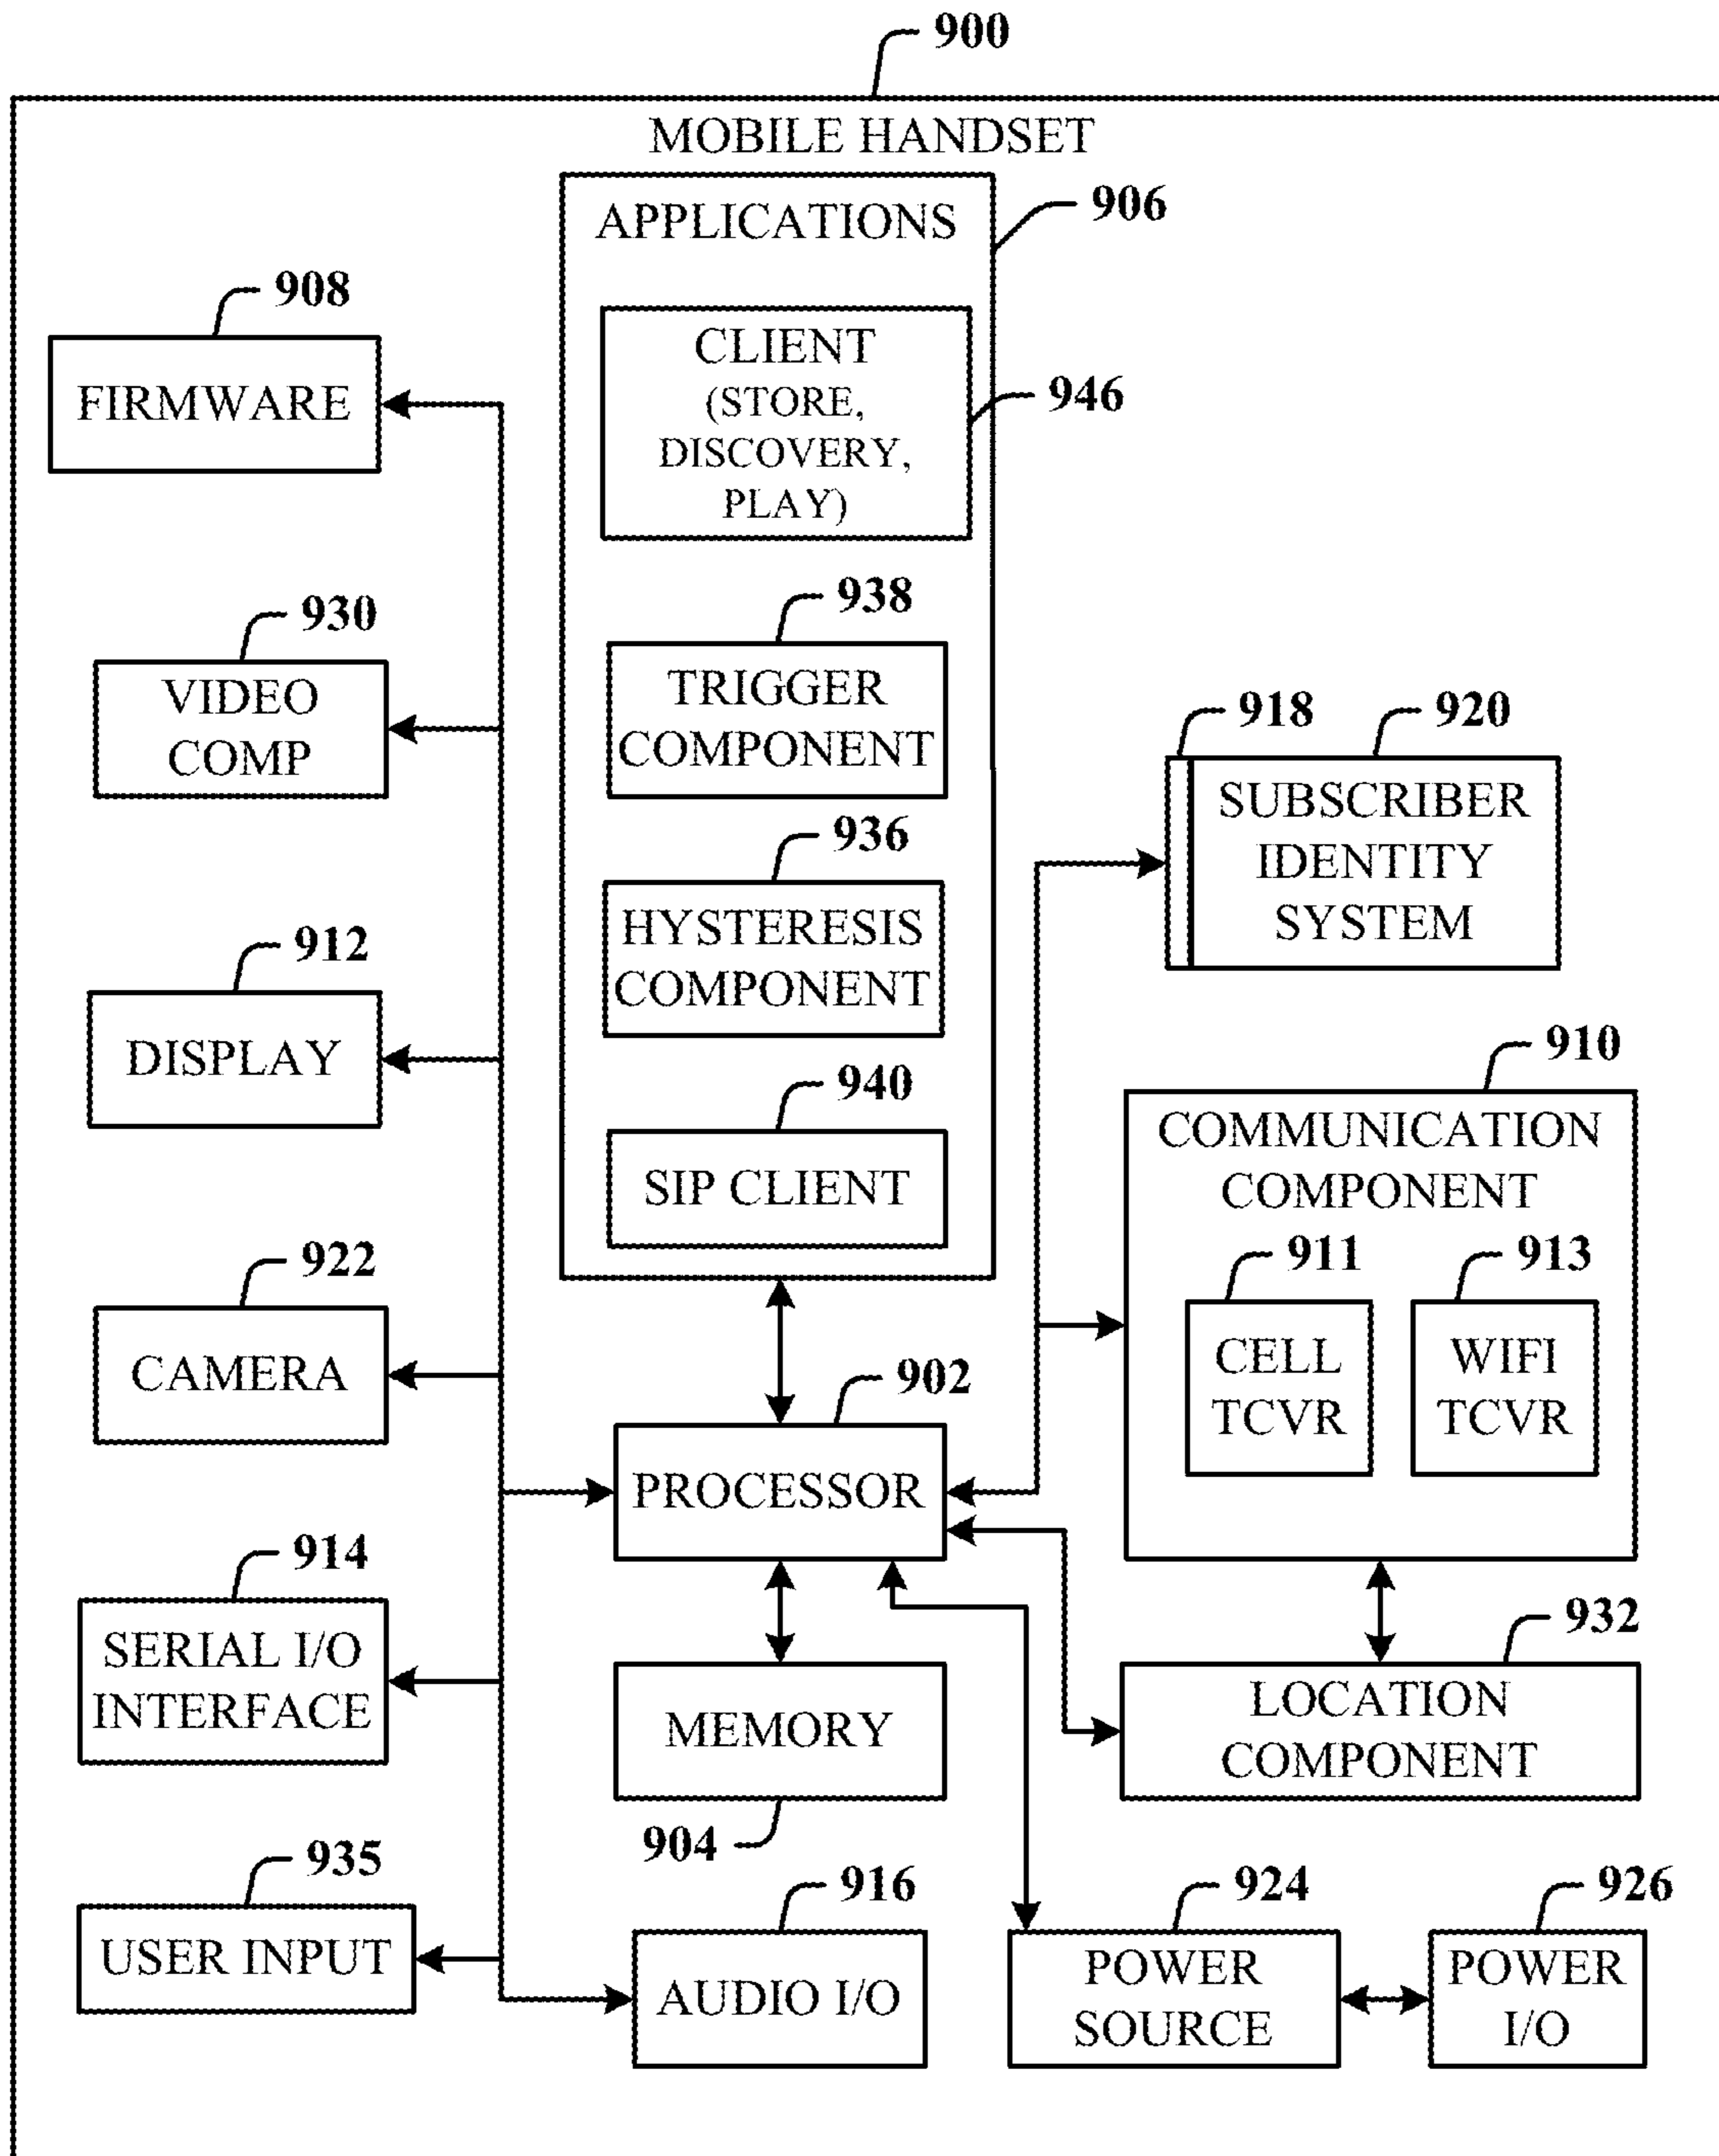 900
MOBILE HANDSET
906
APPLICATIONS
946
CLIENT
(STORE,
DISCOVERY,
PLAY)
938
TRIGGER
COMPONENT
936
HYSTERESIS
COMPONENT
940
SIP CLIENT
908
FIRMWARE
930
VIDEO
COMP
912
DISPLAY
922
CAMERA
914
SERIAL I/O
INTERFACE
935
USER INPUT
902
PROCESSOR
MEMORY
904
916
AUDIO I/O
918
920
SUBSCRIBER
IDENTITY
SYSTEM
910
COMMUNICATION
COMPONENT
911
CELL
TCVR
913
WIFI
TCVR
932
LOCATION
COMPONENT
924
POWER
SOURCE
926
POWER
I/O